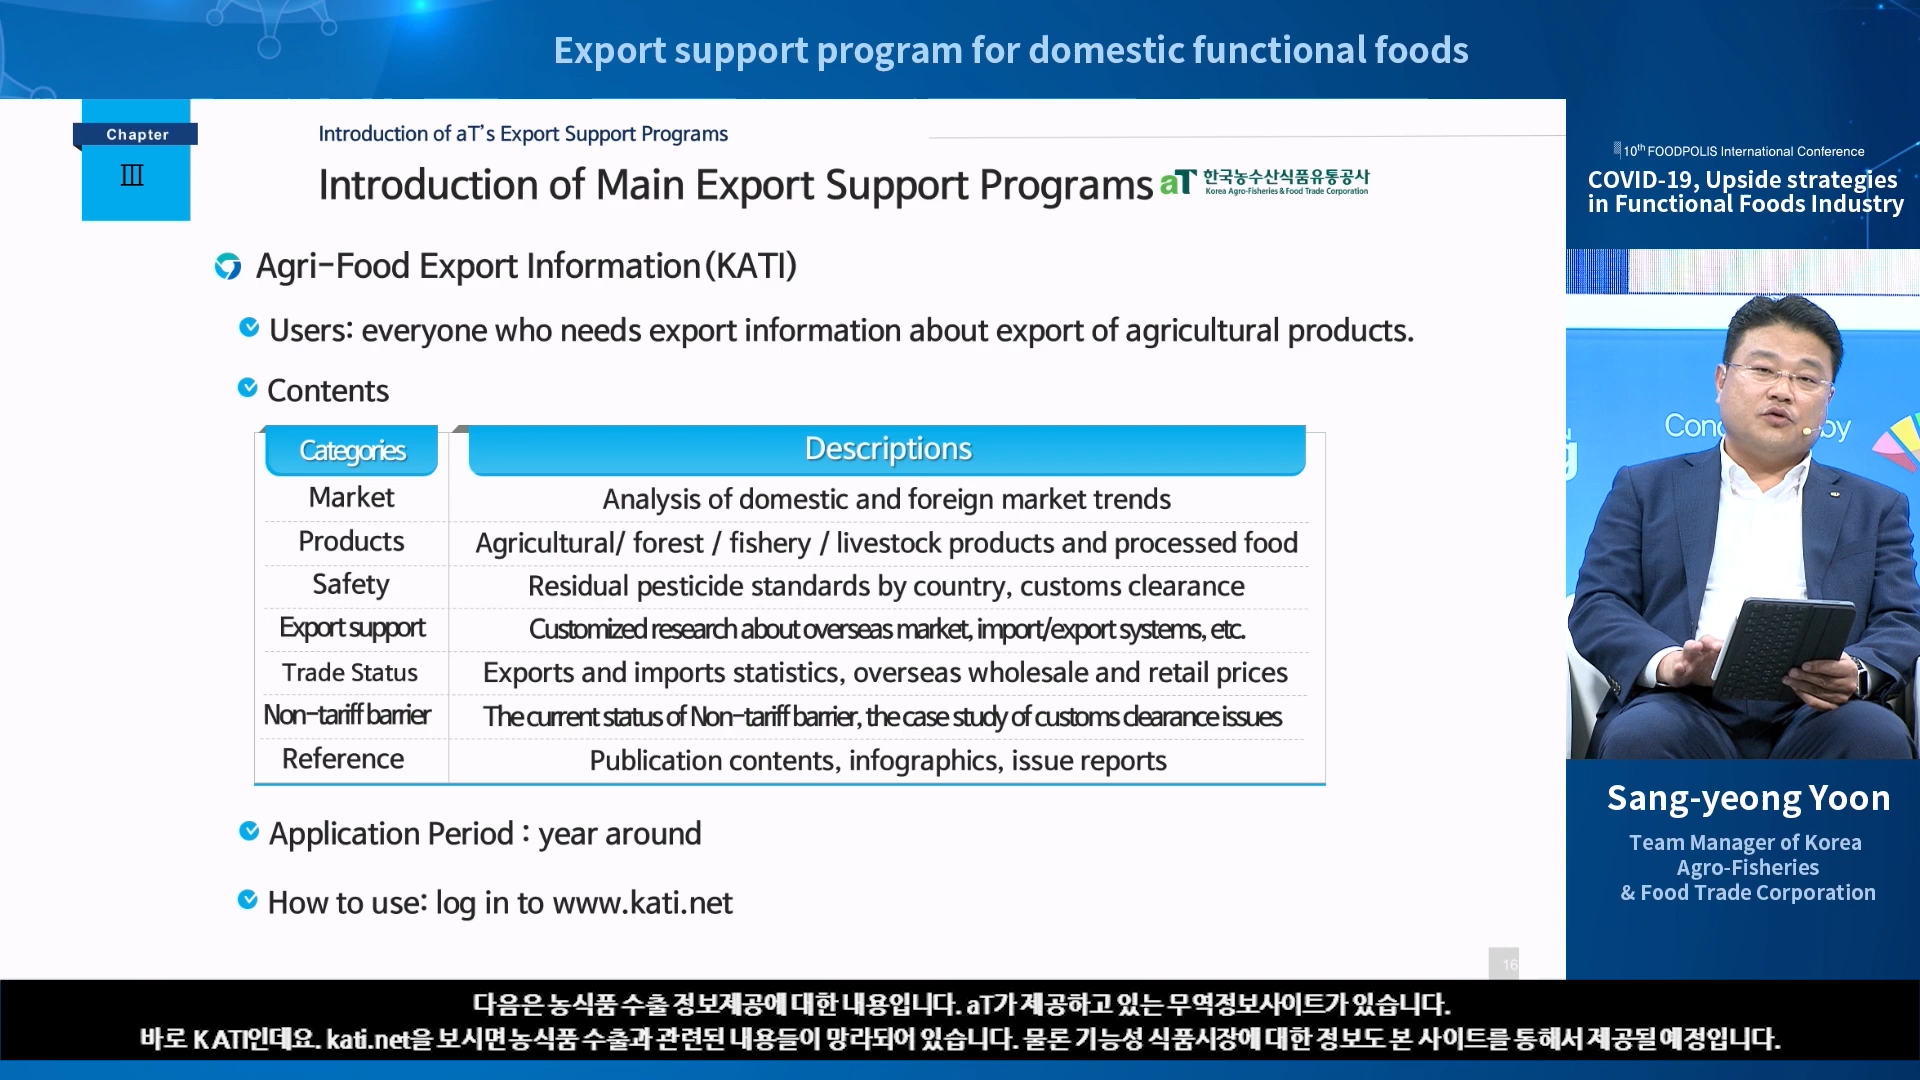 Export support program for domestic functional foods
Chapter
Ⅲ
Introduction of aT's Export Support Programs
Introduction of Main Export Support Programs
aT 한국농수산식품유통공사
Korea Agro-Fisheries & Food Trade Corporation
Agri-Food Export Information(KATI)
Users: everyone who needs export information about export of agricultural products.
Contents
Categories Descriptions
Market Analysis of domestic and foreign market trends
Products Agricultural/ forest / fishery / livestock products and processed food
Safety Residual pesticide standards by country, customs clearance
Export support Customized research about overseas market, import/export systems, etc.
Trade Status Exports and imports statistics, overseas wholesale and retail prices
Non-tariff barrier The current status of Non-tariff barrier, the case study of customs clearance issues
Reference Publication contents, infographics, issue reports
Application Period : year around
How to use: log in to www.kati.net
16
10th FOODPOLIS International Conference
COVID-19, Upside strategies
in Functional Foods Industry
by
Sang-yeong Yoon
Team Manager of Korea
Agro-Fisheries
& Food Trade Corporation
다음은 농식품 수출 정보제공에 대한 내용입니다. aT가 제공하고 있는 무역정보사이트가 있습니다.
바로 KATI인데요. kati.net을 보시면 농식품 수출과 관련된 내용들이 망라되어 있습니다. 물론 기능성 식품시장에 대한 정보도 본 사이트를 통해서 제공될 예정입니다.